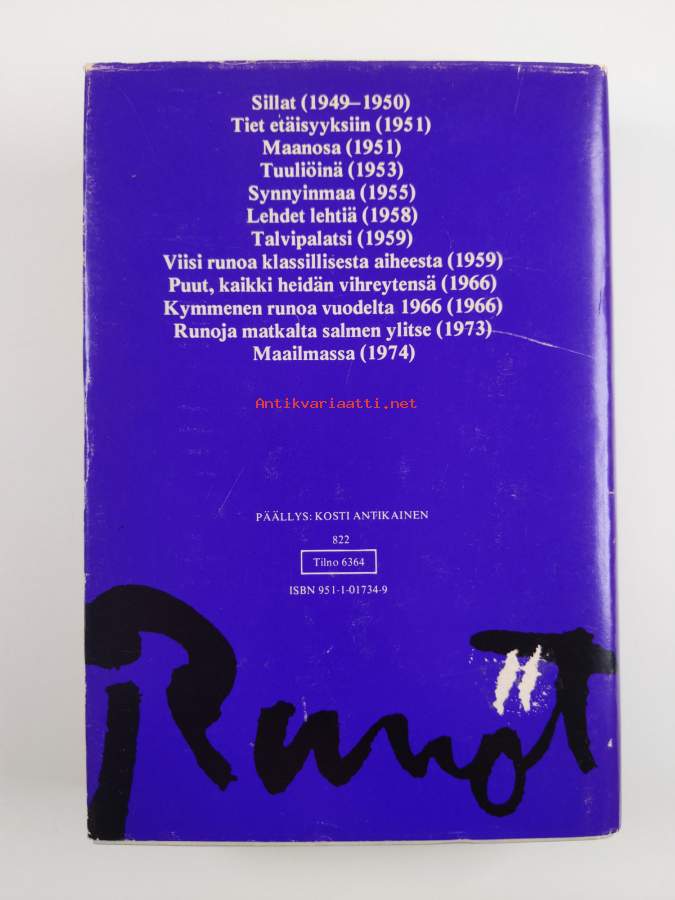 Sillat (1949–1950)
Tiet etäisyyksiin (1951)
Maanosa (1951)
Tuuliöinä (1953)
Synnyinmaa (1955)
Lehdet lehtiä (1958)
Talvipalatsi (1959)
Viisi runoa klassillisesta aiheesta (1959)
Puut, kaikki heidän vihreytensä (1966)
Kymmenen runoa vuodelta 1966 (1966)
Runoja matkalta salmen ylitse (1973)
Maailmassa (1974)
Antikvariaatti.net
PÄÄLLYS: KOSTI ANTIKAINEN
822
Tilno 6364
ISBN 951-1-01734-9
Runot